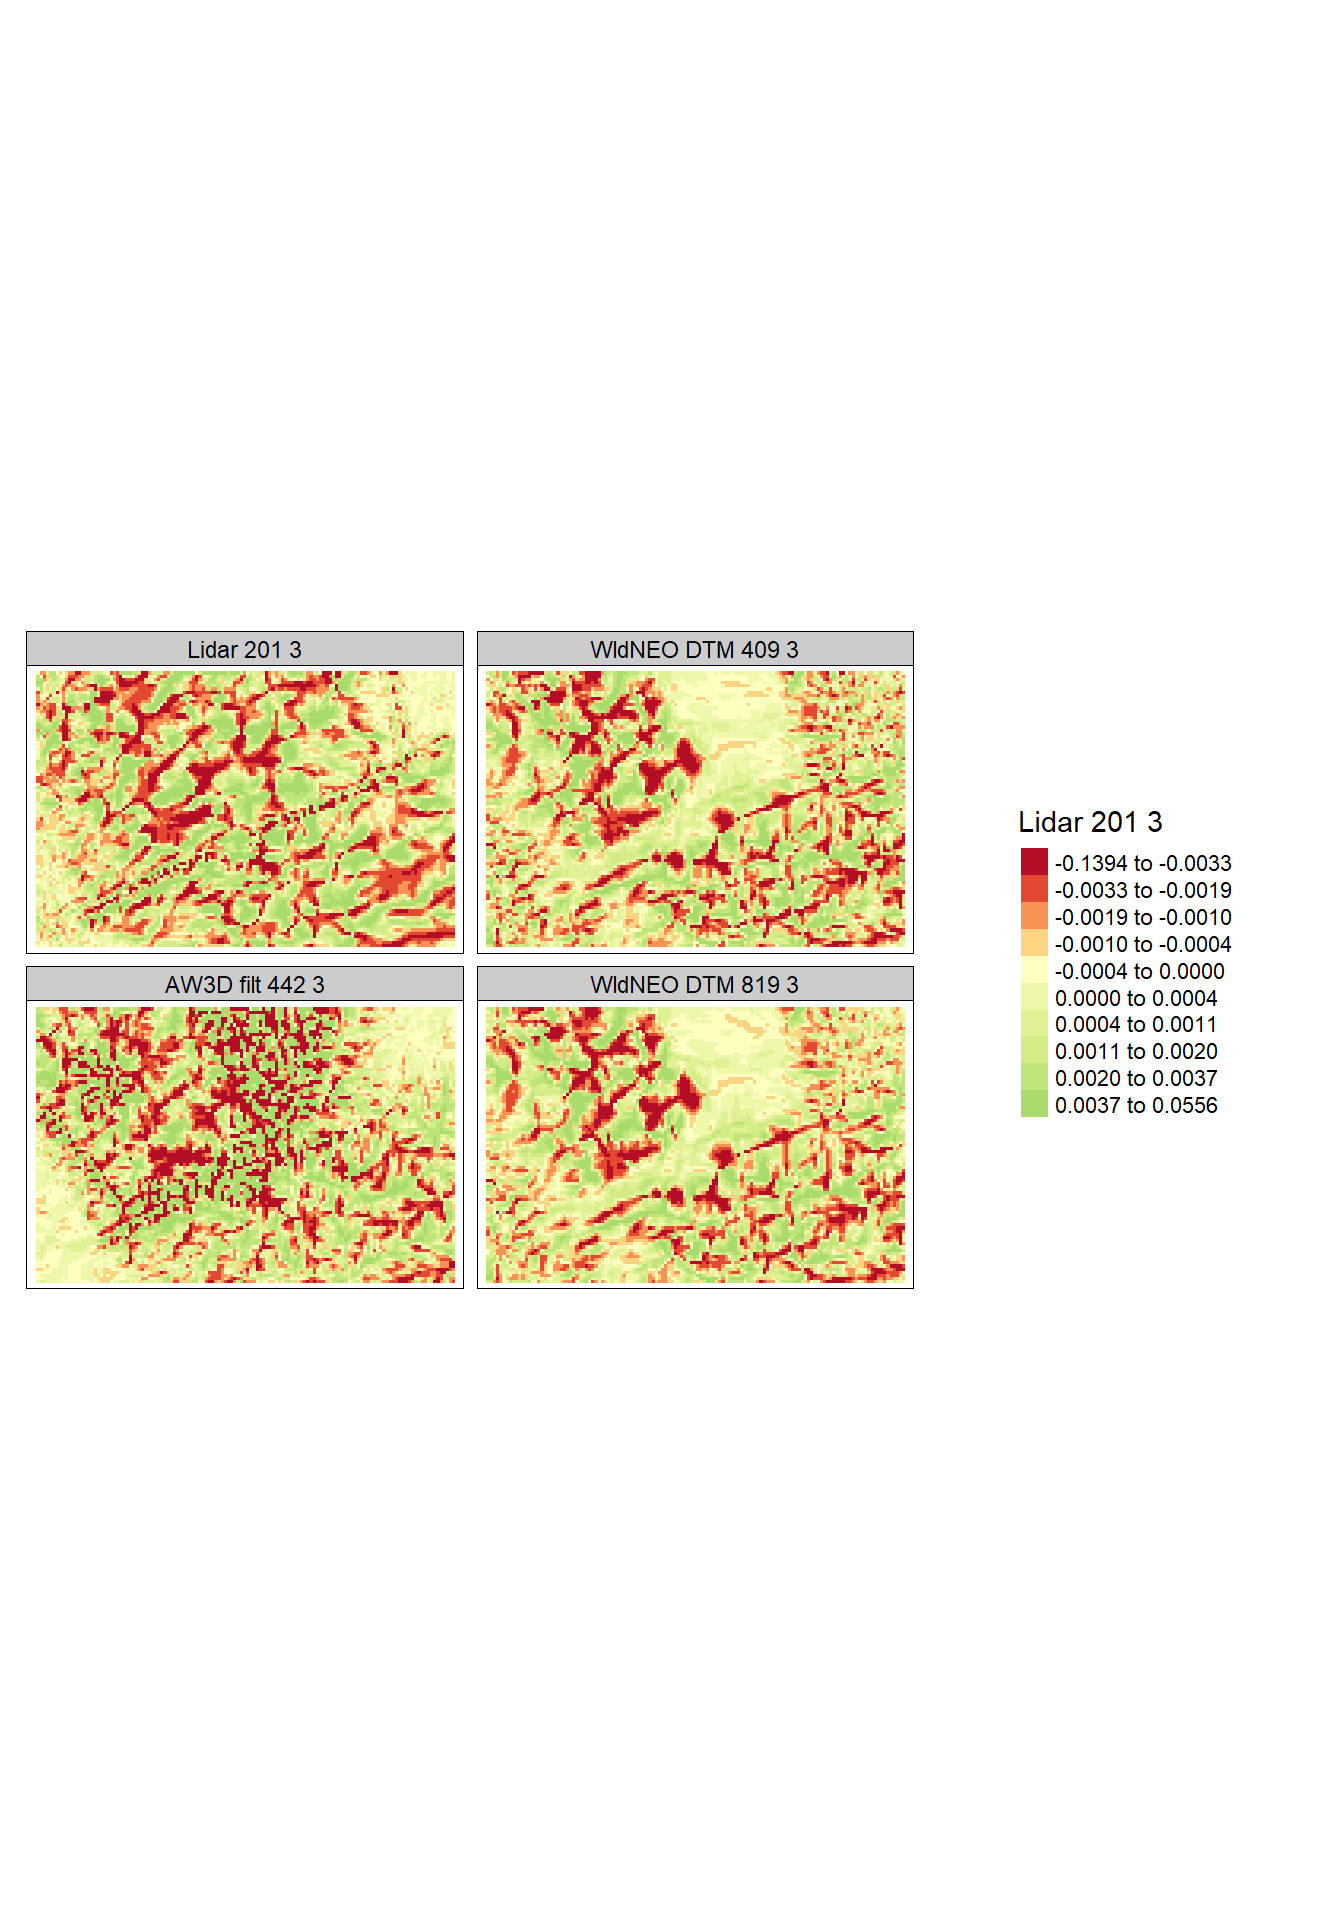 Lidar 201 3
WldNEO DTM 409 3
AW3D filt 442 3
WldNEO DTM 819 3
Lidar 201 3
-0.1394 to -0.0033
-0.0033 to -0.0019
-0.0019 to -0.0010
-0.0010 to -0.0004
-0.0004 to 0.0000
0.0000 to 0.0004
0.0004 to 0.0011
0.0011 to 0.0020
0.0020 to 0.0037
0.0037 to 0.0556